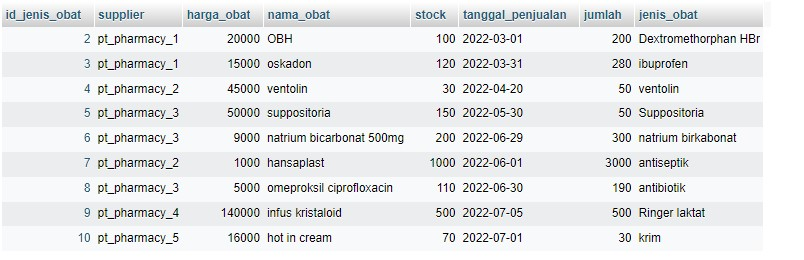 id_jenis_obat supplier harga_obat nama_obat stock tanggal_penjualan jumlah jenis_obat
2 pt_pharmacy_1 20000 OBH 100 2022-03-01 200 Dextromethorphan HBr
3 pt_pharmacy_1 15000 oskadon 120 2022-03-31 280 ibuprofen
4 pt_pharmacy_2 45000 ventolin 30 2022-04-20 50 ventolin
5 pt_pharmacy_3 50000 suppositoria 150 2022-05-30 50 Suppositoria
6 pt_pharmacy_3 9000 natrium bicarbonat 500mg 200 2022-06-29 300 natrium birkabonat
7 pt_pharmacy_2 1000 hansaplast 1000 2022-06-01 3000 antiseptik
8 pt_pharmacy_3 5000 omeproksil ciprofloxacin 110 2022-06-30 190 antibiotik
9 pt_pharmacy_4 140000 infus kristaloid 500 2022-07-05 500 Ringer laktat
10 pt_pharmacy_5 16000 hot in cream 70 2022-07-01 30 krim